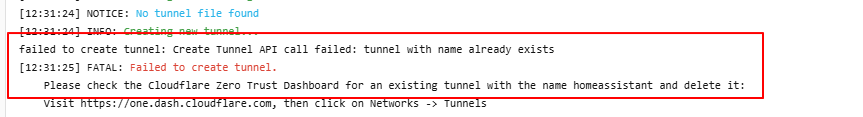 [12:31:24] NOTICE: No tunnel file found
[12:31:24] INFO: Creating new tunnel...
failed to create tunnel: Create Tunnel API call failed: tunnel with name already exists
[12:31:25] FATAL: Failed to create tunnel.
Please check the Cloudflare Zero Trust Dashboard for an existing tunnel with the name homeassistant and delete it:
Visit https://one.dash.cloudflare.com, then click on Networks -> Tunnels